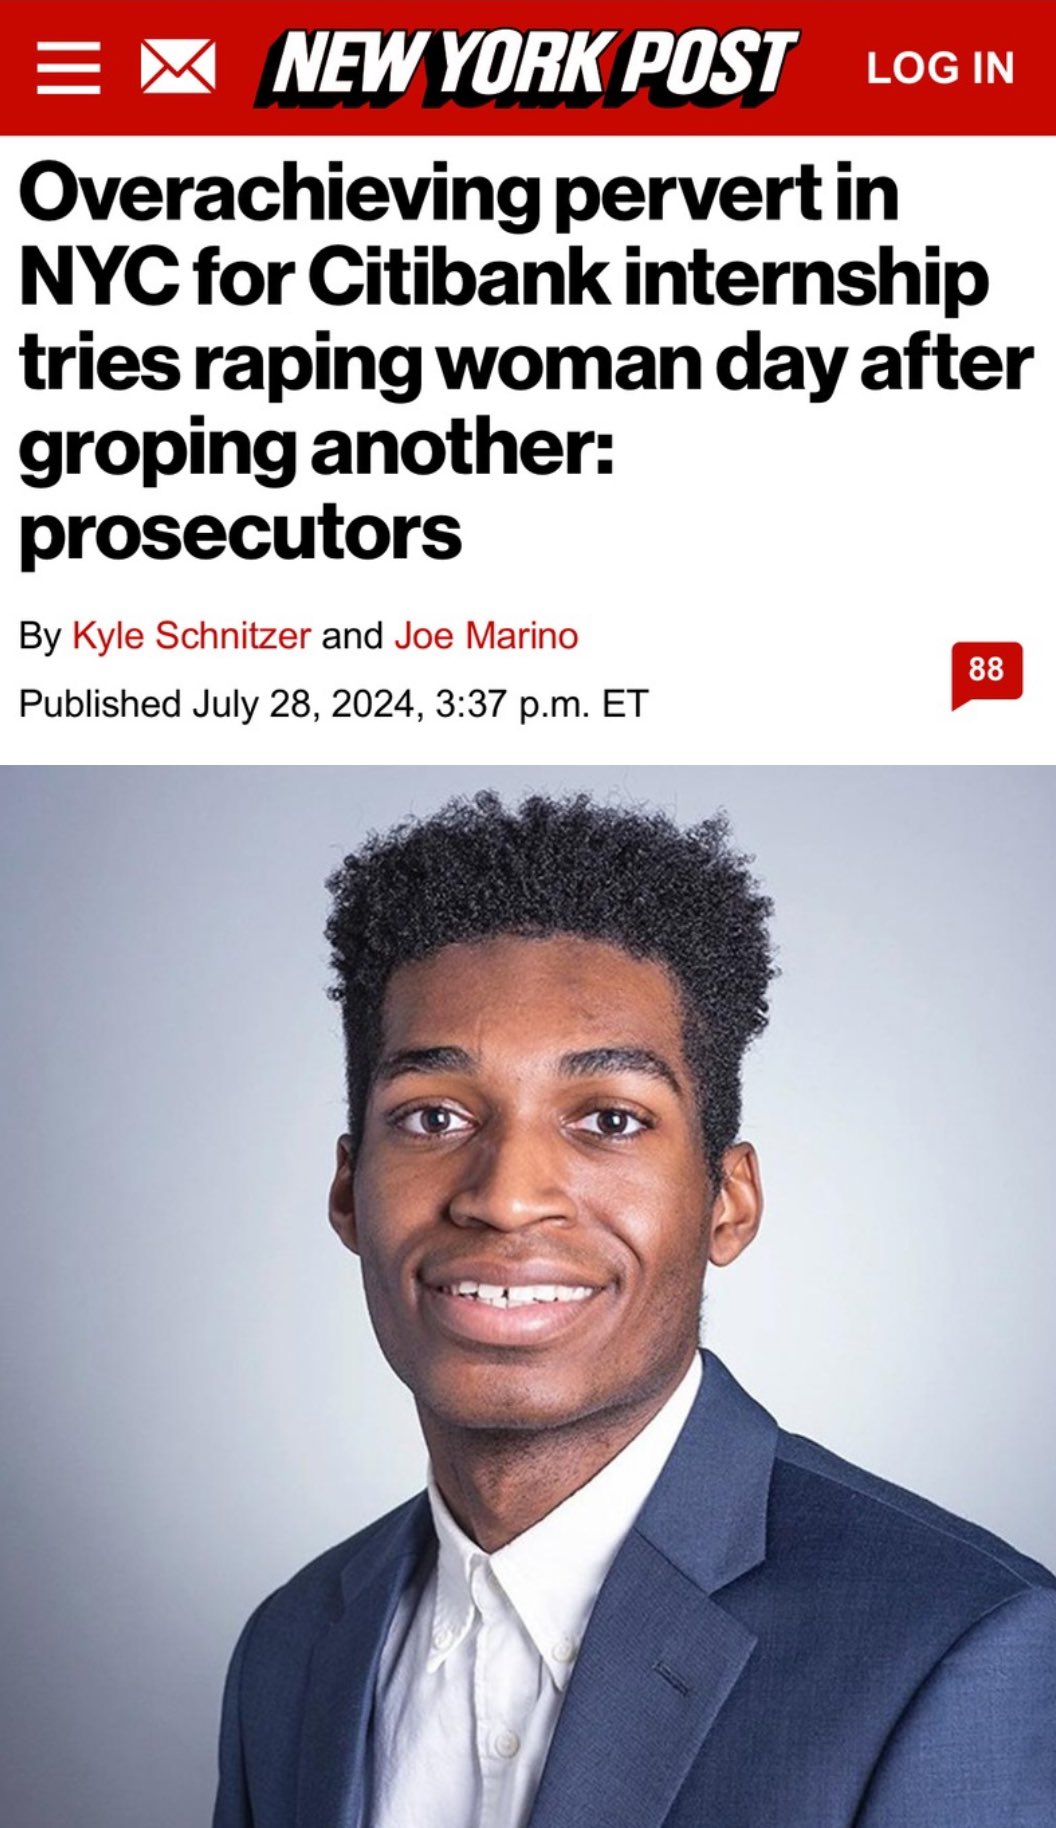 NEW YORK POST
LOG IN
Overachieving pervert in
NYC for Citibank internship
tries raping woman day after
groping another:
prosecutors
By Kyle Schnitzer and Joe Marino
Published July 28, 2024, 3:37 p.m. ET
88